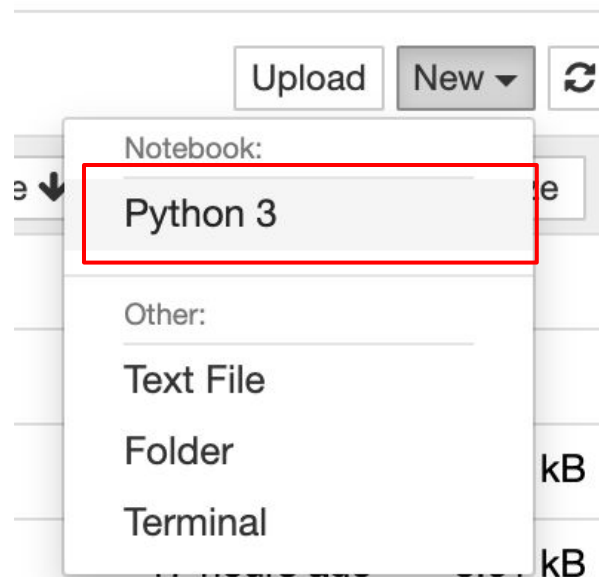 Upload New
Notebook:
e
Python 3
Other:
Text File
Folder
kB
Terminal
kB